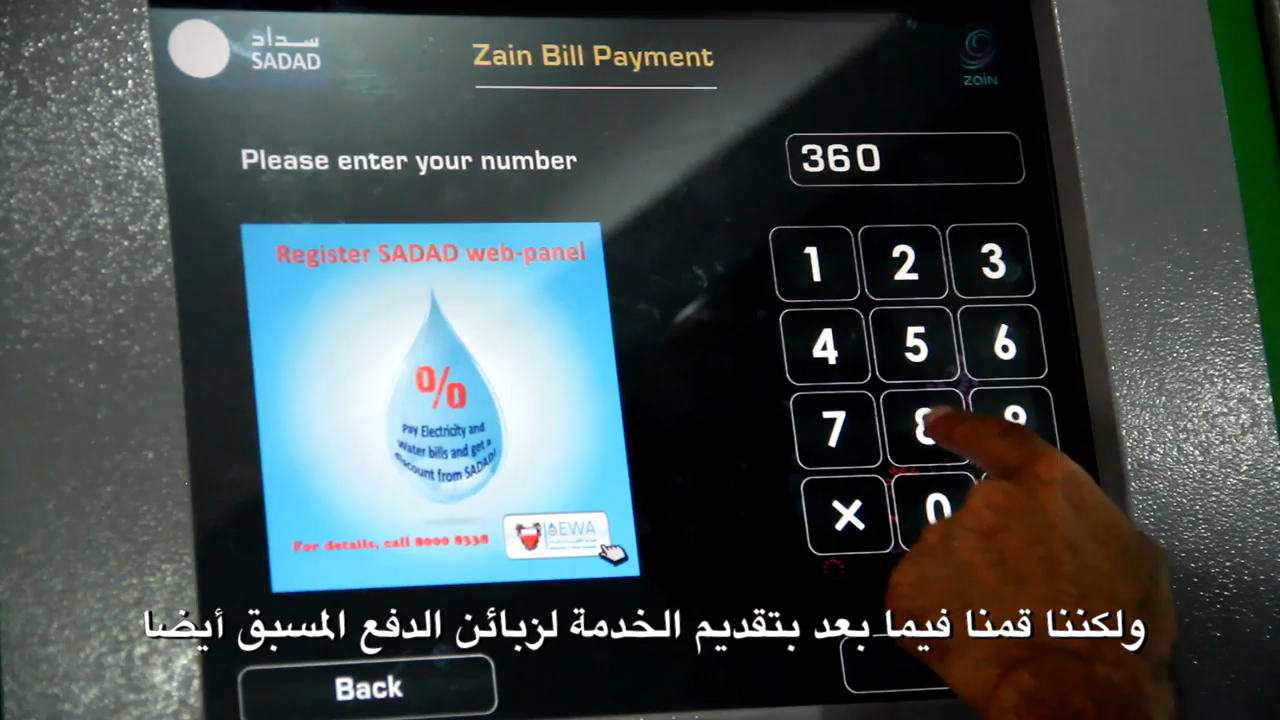 سداد
SADAD
Zain Bill Payment
zain
Please enter your number
360
Register SADAD web-panel
%
Pay Electricity and
Water bills and get a
discount from SADAD!
For details, call 8000 8338
EWA
1 2 3
4 5 6
7 8 9
X 0
ولكننا قمنا فيما بعد بتقديم الخدمة لزبائن الدفع المسبق أيضا
Back